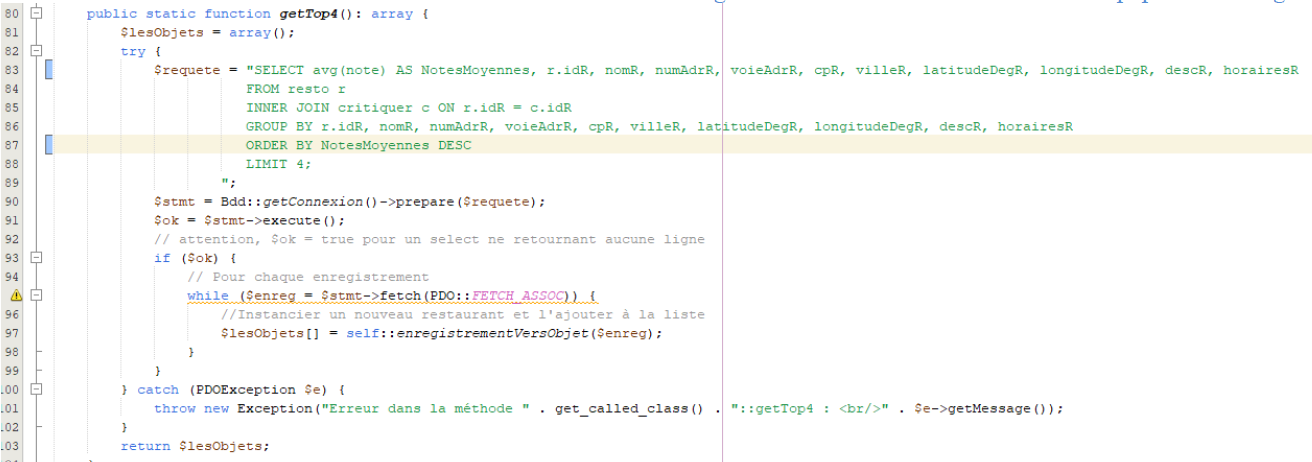 80 public static function getTop4(): array {
81 $lesObjets = array();
82 try {
83 $requete = "SELECT avg(note) AS NotesMoyennes, r.idR, nomR, numAdrR, voieAdrR, cpR, villeR, latitudeDegR, longitudeDegR, descR, horairesR
84 FROM resto r
85 INNER JOIN critiquer c ON r.idR = c.idR
86 GROUP BY r.idR, nomR, numAdrR, voieAdrR, cpR, villeR, latitudeDegR, longitudeDegR, descR, horairesR
87 ORDER BY NotesMoyennes DESC
88 LIMIT 4;
89 ";
90 $stmt = Bdd::getConnexion()->prepare($requete);
91 $ok = $stmt->execute();
92 // attention, $ok = true pour un select ne retournant aucune ligne
93 if ($ok) {
94 // Pour chaque enregistrement
while ($enreg = $stmt->fetch(PDO::FETCH_ASSOC)) {
96 //Instancier un nouveau restaurant et l'ajouter à la liste
97 $lesObjets[] = self::enregistrementVersObjet($enreg);
98 }
99 }
00 } catch (PDOException $e) {
01 throw new Exception("Erreur dans la méthode " . get_called_class() . "::getTop4 : <br/>" . $e->getMessage());
02 }
03 return $lesObjets;